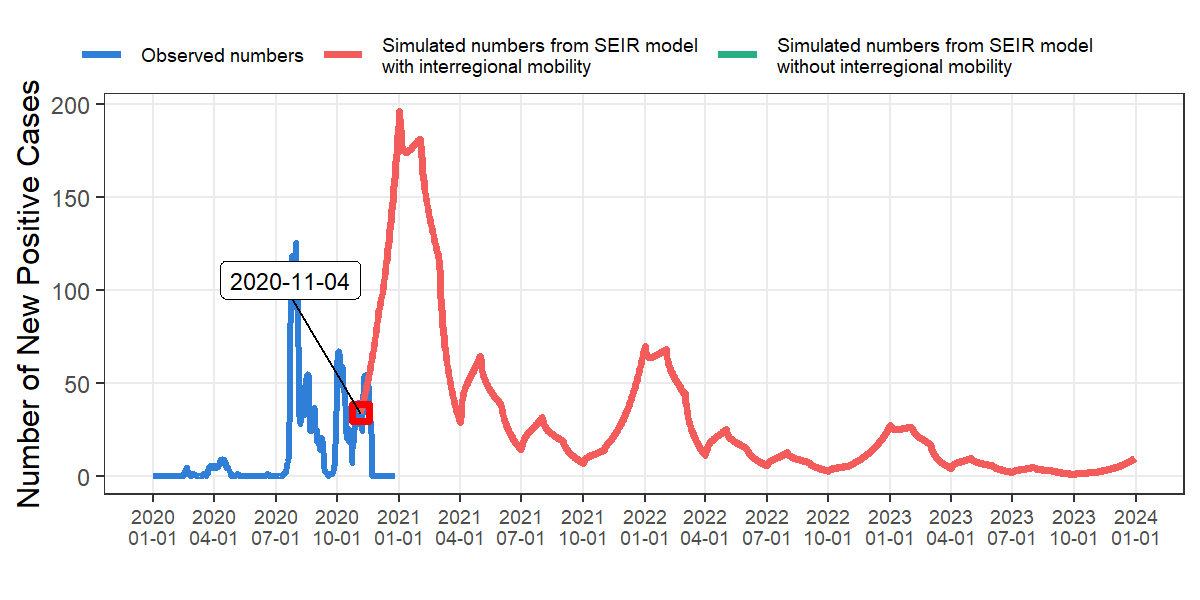 Observed numbers
Simulated numbers from SEIR model
with interregional mobility
Simulated numbers from SEIR model
without interregional mobility
Number of New Positive Cases
200
150
100
50
0
2020-11-04
2020 2020 2020 2020 2021 2021 2021 2021 2022 2022 2022 2022 2023 2023 2023 2023 2024
01-01 04-01 07-01 10-01 01-01 04-01 07-01 10-01 01-01 04-01 07-01 10-01 01-01 04-01 07-01 10-01 01-01